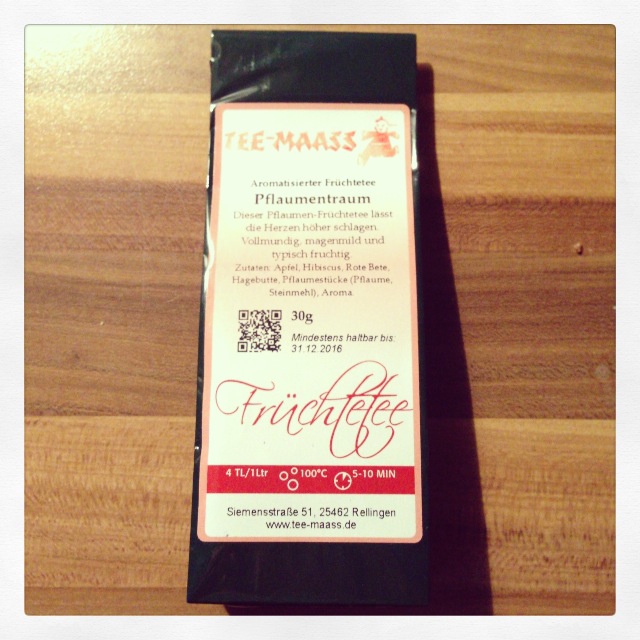 TEE-MAASS
Aromatisierter Früchtetee
Pflaumentraum
Dieser Pflaumen-Früchtetee lässt
die Herzen höher schlagen.
Vollmundig, magenmild und
typisch fruchtig.
Zutaten: Apfel, Hibiscus, Rote Bete,
Hagebutte, Pflaumestücke (Pflaume,
Steinmehl), Aroma.
30g
Mindestens haltbar bis:
31.12.2016
Früchtetee
4 TL/1Ltr 100°C 5-10 MIN
Siemensstraße 51, 25462 Rellingen
www.tee-maass.de